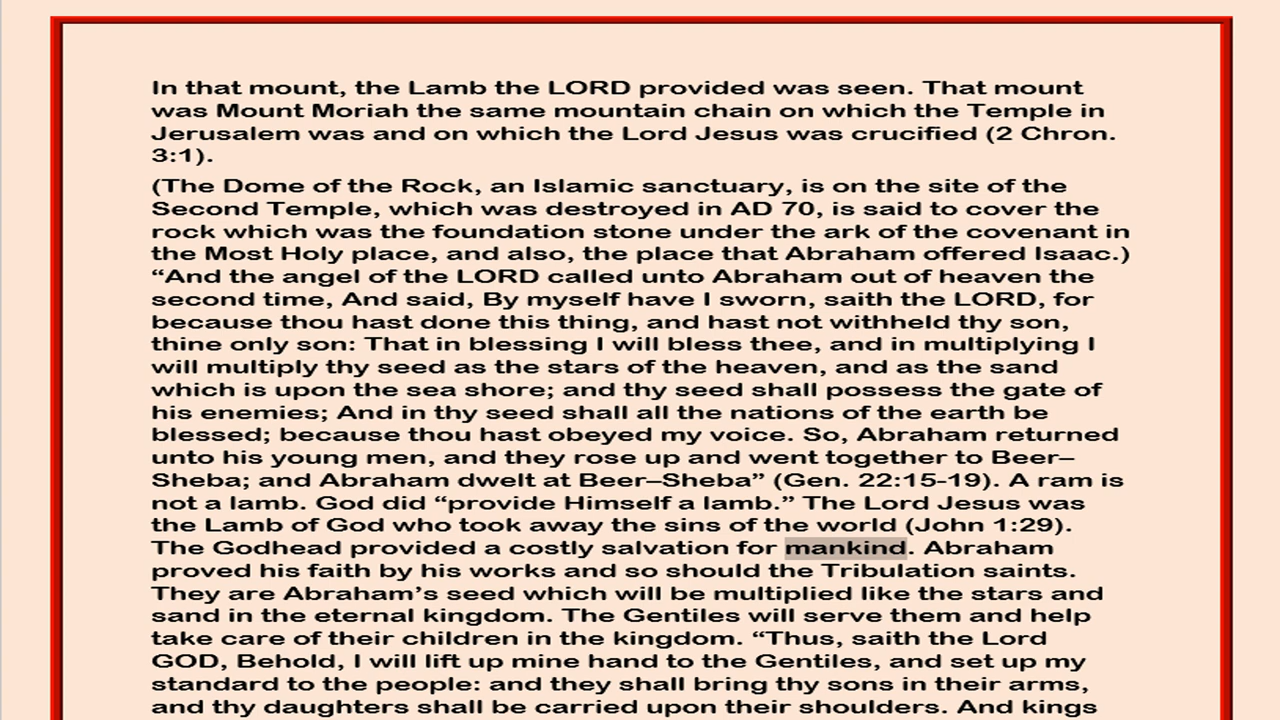 In that mount, the Lamb the LORD provided was seen. That mount
was Mount Moriah the same mountain chain on which the Temple in
Jerusalem was and on which the Lord Jesus was crucified (2 Chron.
3:1).
(The Dome of the Rock, an Islamic sanctuary, is on the site of the
Second Temple, which was destroyed in AD 70, is said to cover the
rock which was the foundation stone under the ark of the covenant in
the Most Holy place, and also, the place that Abraham offered Isaac.)
“And the angel of the LORD called unto Abraham out of heaven the
second time, And said, By myself have I sworn, saith the LORD, for
because thou hast done this thing, and hast not withheld thy son,
thine only son: That in blessing I will bless thee, and in multiplying I
will multiply thy seed as the stars of the heaven, and as the sand
which is upon the sea shore; and thy seed shall possess the gate of
his enemies; And in thy seed shall all the nations of the earth be
blessed; because thou hast obeyed my voice. So, Abraham returned
unto his young men, and they rose up and went together to Beer–
Sheba; and Abraham dwelt at Beer–Sheba” (Gen. 22:15-19). A ram is
not a lamb. God did “provide Himself a lamb.” The Lord Jesus was
the Lamb of God who took away the sins of the world (John 1:29).
The Godhead provided a costly salvation for mankind. Abraham
proved his faith by his works and so should the Tribulation saints.
They are Abraham’s seed which will be multiplied like the stars and
sand in the eternal kingdom. The Gentiles will serve them and help
take care of their children in the kingdom. “Thus, saith the Lord
GOD, Behold, I will lift up mine hand to the Gentiles, and set up my
standard to the people: and they shall bring thy sons in their arms,
and thy daughters shall be carried upon their shoulders. And kings